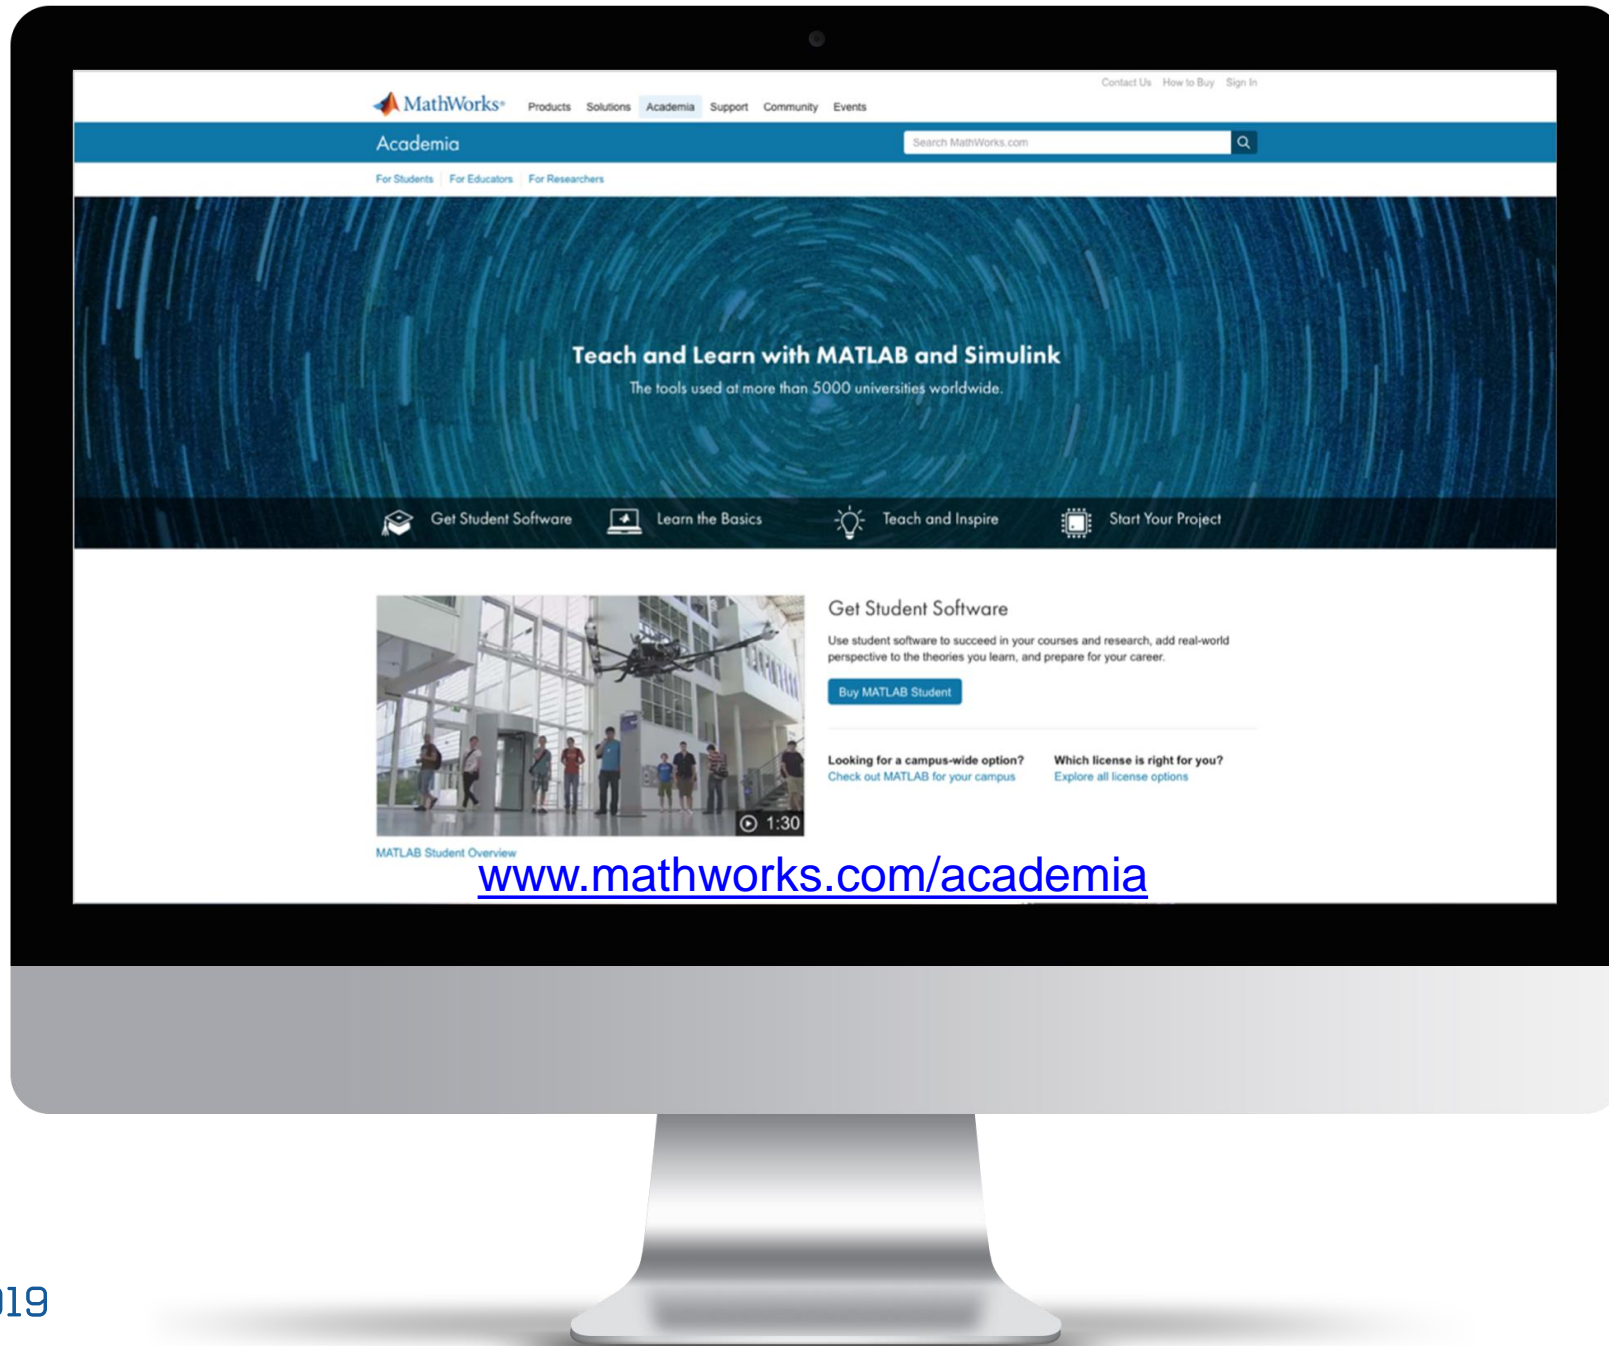 Contact Us How to Buy Sign In
MathWorks® Products Solutions Academia Support Community Events
Academia Search MathWorks.com
For Students For Educators For Researchers
Teach and Learn with MATLAB and Simulink
The tools used at more than 5000 universities worldwide.
Get Student Software Learn the Basics Teach and Inspire Start Your Project
Get Student Software
Use student software to succeed in your courses and research, add real-world
perspective to the theories you learn, and prepare for your career.
Buy MATLAB Student
Looking for a campus-wide option? Which license is right for you?
Check out MATLAB for your campus Explore all license options
1:30
MATLAB Student Overview
www.mathworks.com/academia
19